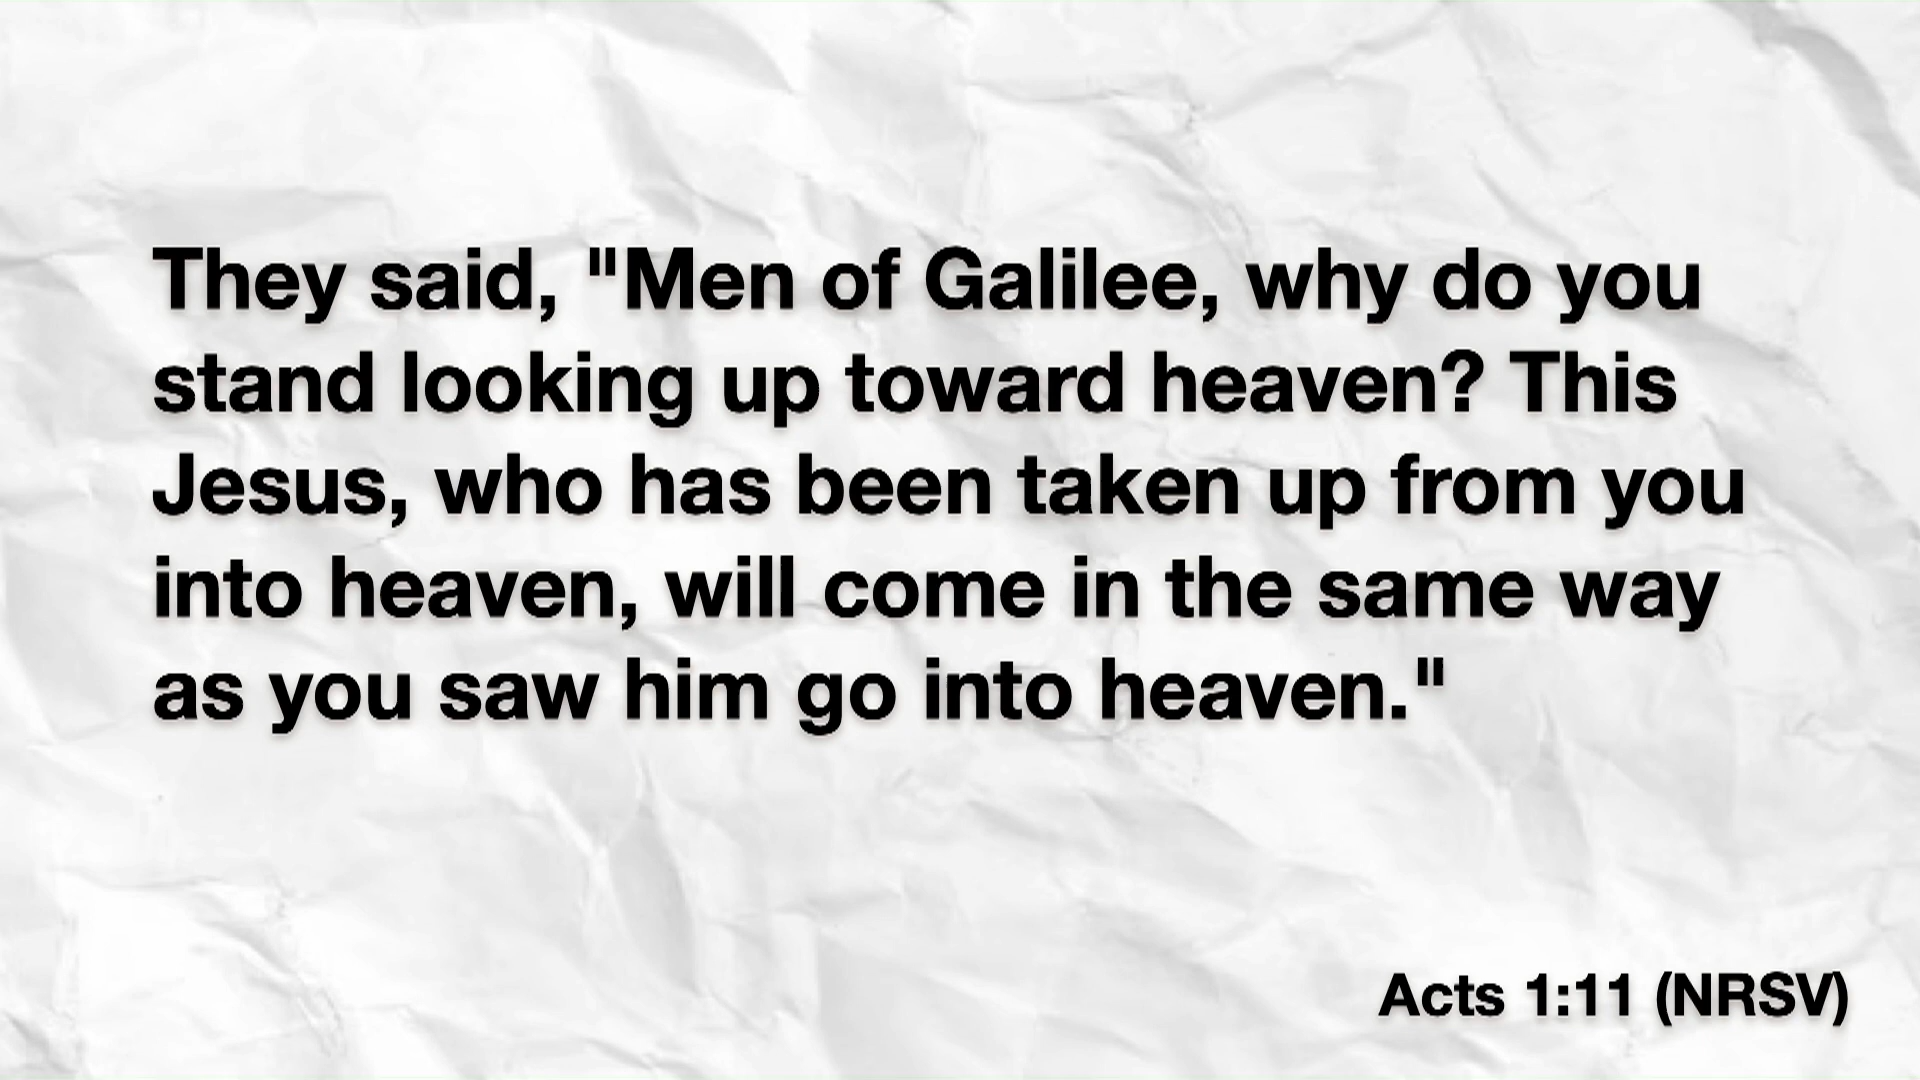 They said, "Men of Galilee, why do you
stand looking up toward heaven? This
Jesus, who has been taken up from you
into heaven, will come in the same way
as you saw him go into heaven."
Acts 1:11 (NRSV)